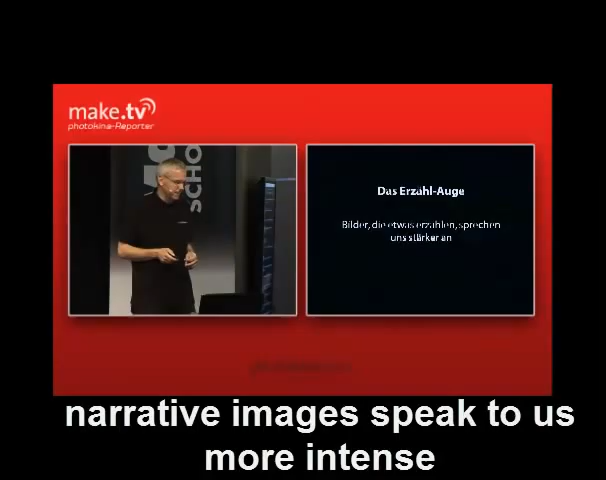 make.tv
photokina-Reporter
SCHO
Das Erzähl-Auge
Bilder, die etwas erzählen, sprechen
uns stärker an
narrative images speak to us
more intense